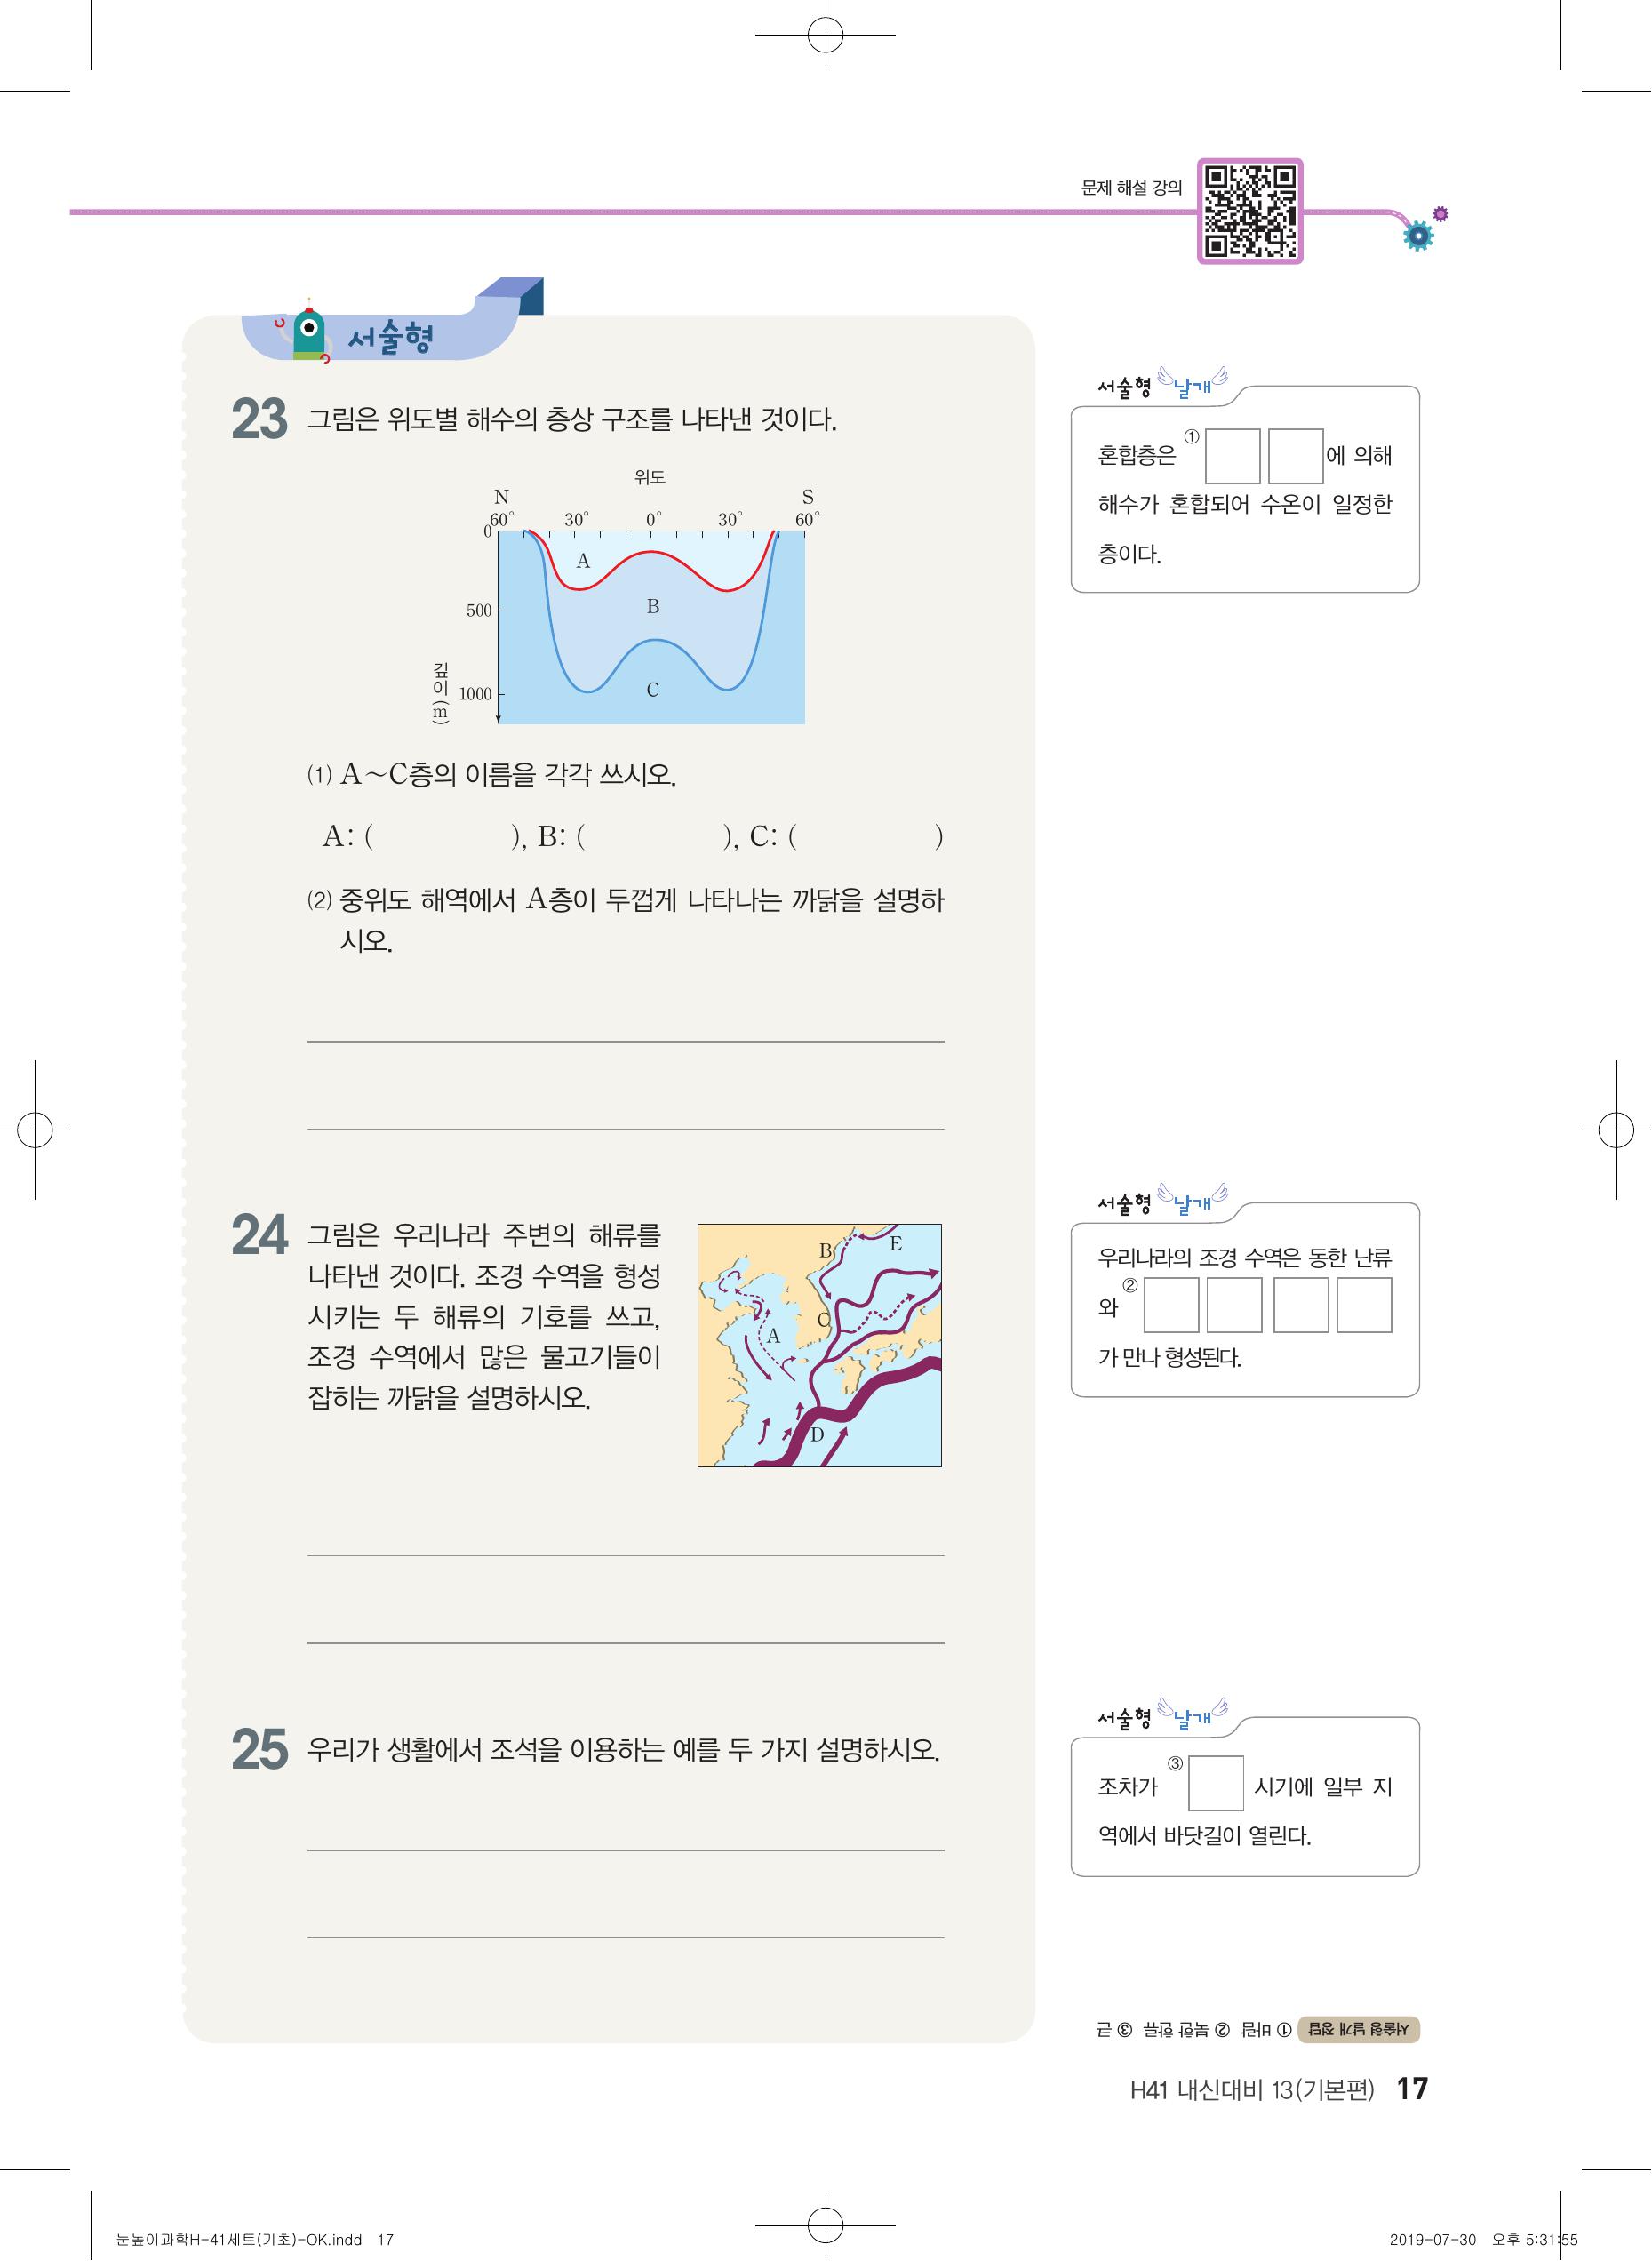 문제 해설 강의
서술형
23 그림은 위도별 해수의 층상 구조를 나타낸 것이다.
위도
N S
60° 30° 0° 30° 60°
0
500
1000
깊이(m)
A
B
C
(1) A~C층의 이름을 각각 쓰시오.
A: ( ), B: ( ), C: ( )
(2) 중위도 해역에서 A층이 두껍게 나타나는 까닭을 설명하
시오.
서술형 날개
혼합층은 ① 에 의해
해수가 혼합되어 수온이 일정한
층이다.
24 그림은 우리나라 주변의 해류를
나타낸 것이다. 조경 수역을 형성
시키는 두 해류의 기호를 쓰고,
조경 수역에서 많은 물고기들이
잡히는 까닭을 설명하시오.
B E
C
A
D
서술형 날개
우리나라의 조경 수역은 동한 난류
와 ②
가 만나 형성된다.
25 우리가 생활에서 조석을 이용하는 예를 두 가지 설명하시오.
서술형 날개
조차가 ③ 시기에 일부 지
역에서 바닷길이 열린다.
서술형 날개 정답 ① 바람 ② 북한 한류 ③ 큰
H41 내신대비 13(기본편) 17
눈높이과학H-41세트(기초)-OK.indd 17
2019-07-30 오후 5:31:55